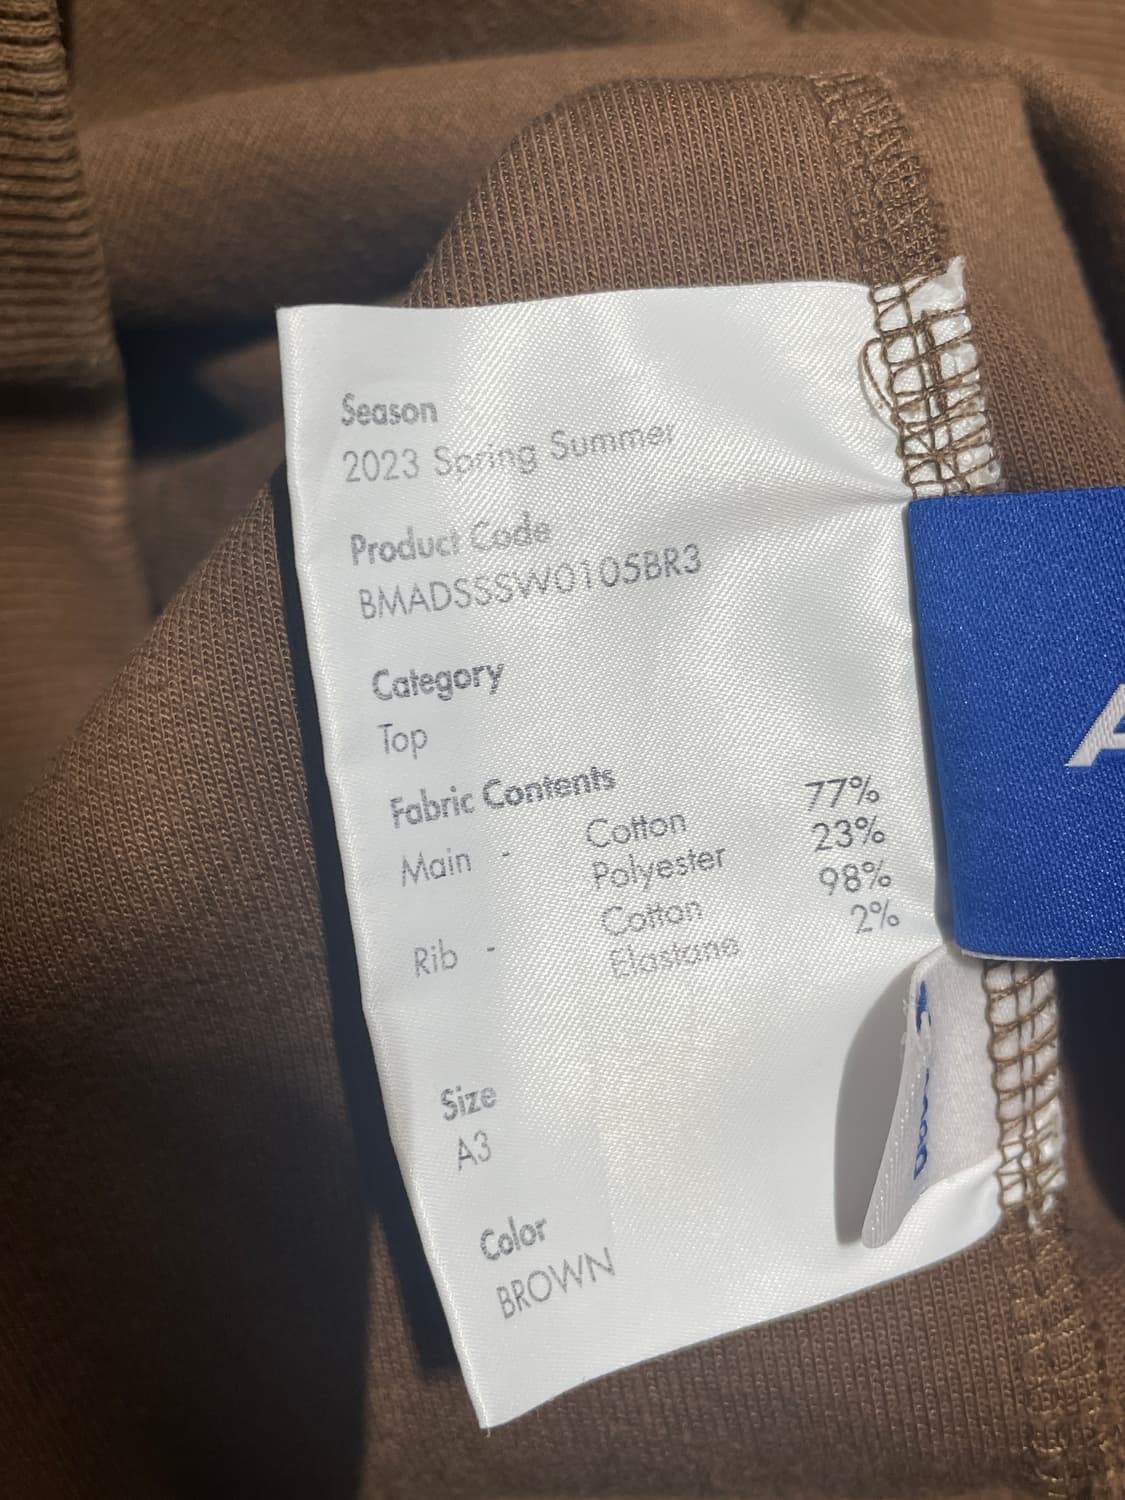 Season
2023 Spring Summer
Product Code
BMADSSSW0105BR3
Category
Top
Fabric Contents
Main - Cotton 77%
Polyester 23%
Rib - Cotton 98%
Elastane 2%
Size
A3
Color
BROWN
A